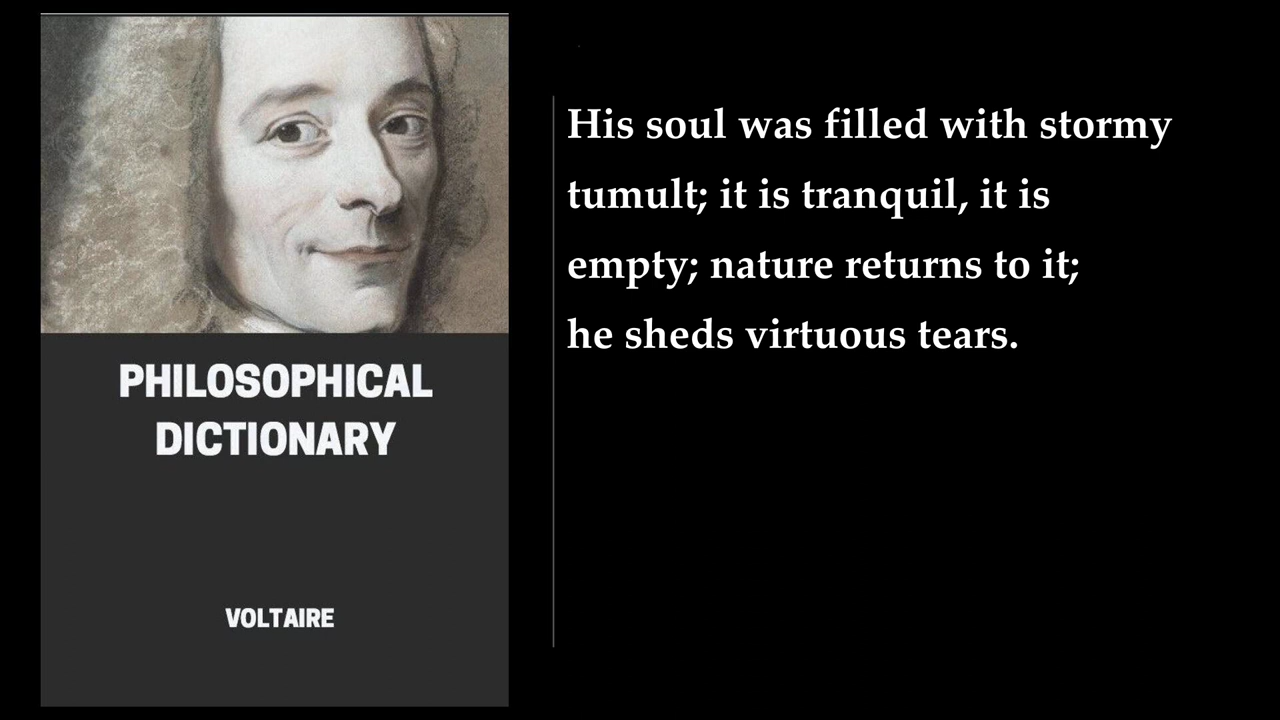 PHILOSOPHICAL
DICTIONARY
VOLTAIRE
His soul was filled with stormy
tumult; it is tranquil, it is
empty; nature returns to it;
he sheds virtuous tears.